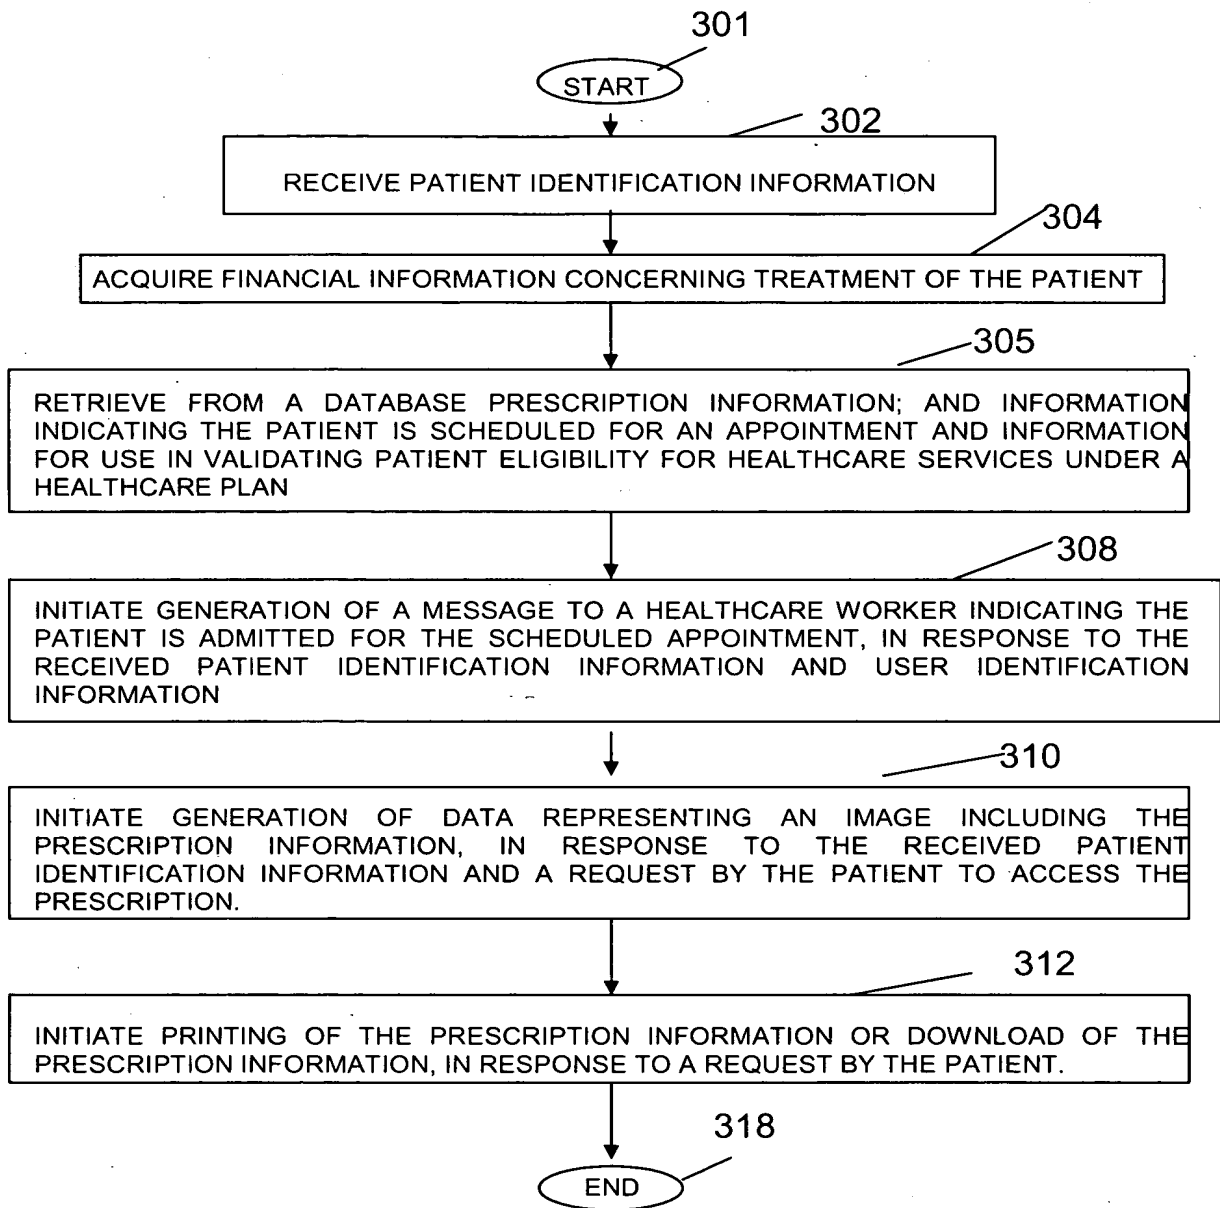 301
START
302
RECEIVE PATIENT IDENTIFICATION INFORMATION
304
ACQUIRE FINANCIAL INFORMATION CONCERNING TREATMENT OF THE PATIENT
305
RETRIEVE FROM A DATABASE PRESCRIPTION INFORMATION; AND INFORMATION
INDICATING THE PATIENT IS SCHEDULED FOR AN APPOINTMENT AND INFORMATION
FOR USE IN VALIDATING PATIENT ELIGIBILITY FOR HEALTHCARE SERVICES UNDER A
HEALTHCARE PLAN
308
INITIATE GENERATION OF A MESSAGE TO A HEALTHCARE WORKER INDICATING THE
PATIENT IS ADMITTED FOR THE SCHEDULED APPOINTMENT, IN RESPONSE TO THE
RECEIVED PATIENT IDENTIFICATION INFORMATION AND USER IDENTIFICATION
INFORMATION
310
INITIATE GENERATION OF DATA REPRESENTING AN IMAGE INCLUDING THE
PRESCRIPTION INFORMATION, IN RESPONSE TO THE RECEIVED PATIENT
IDENTIFICATION INFORMATION AND A REQUEST BY THE PATIENT TO ACCESS THE
PRESCRIPTION.
312
INITIATE PRINTING OF THE PRESCRIPTION INFORMATION OR DOWNLOAD OF THE
PRESCRIPTION INFORMATION, IN RESPONSE TO A REQUEST BY THE PATIENT.
318
END